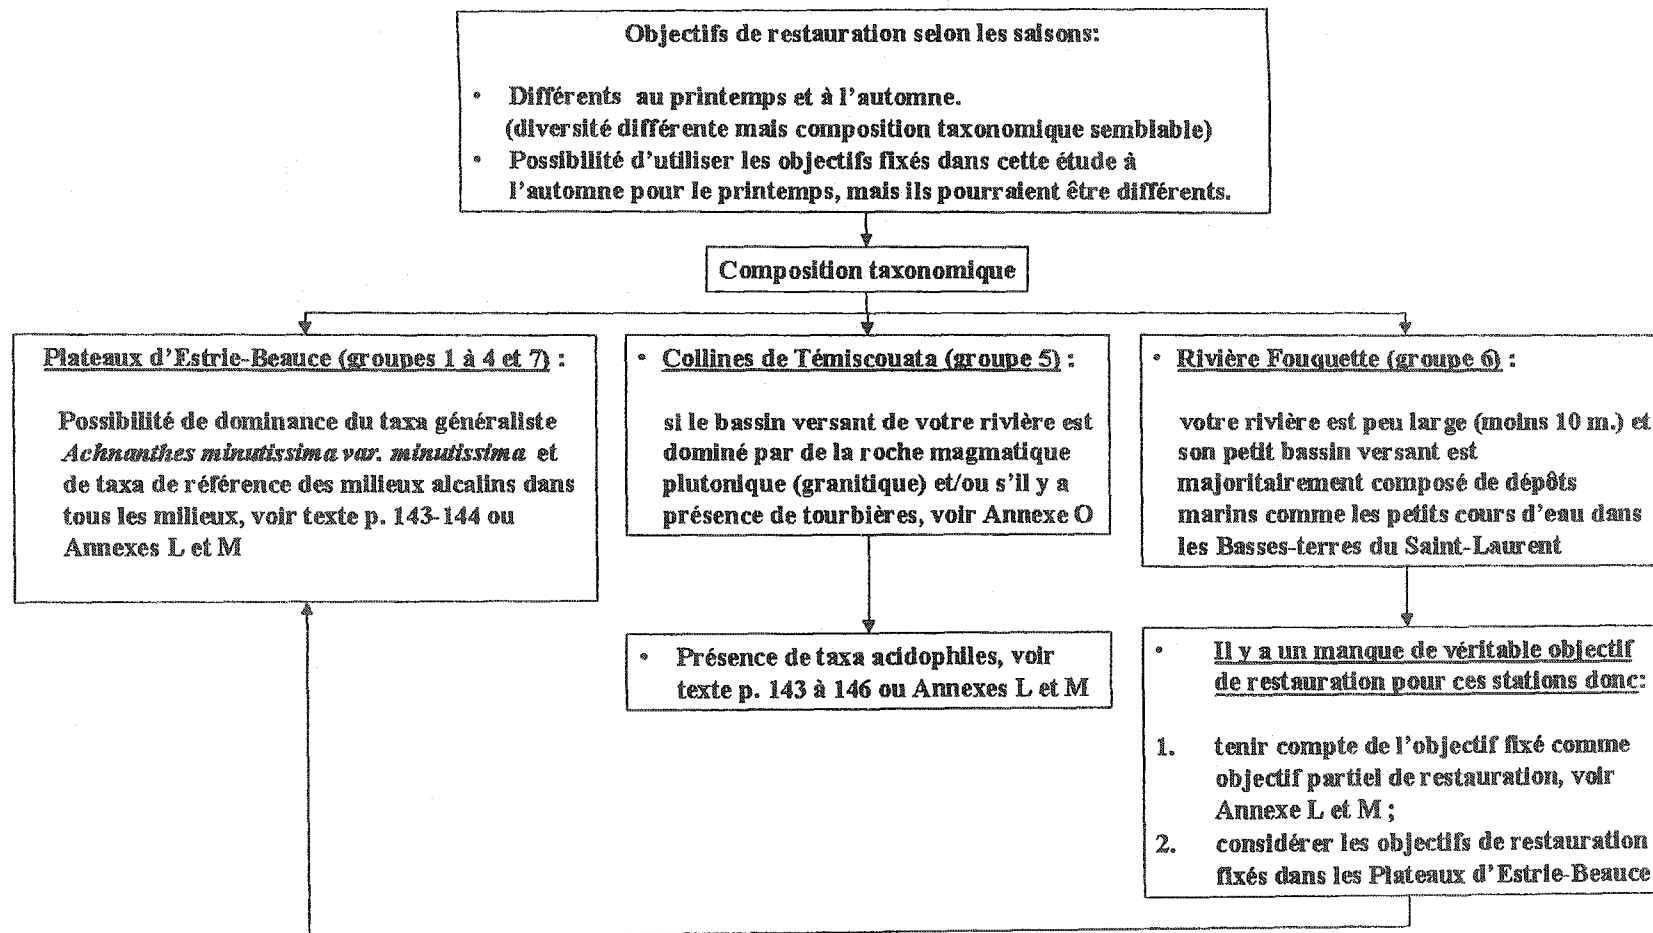 Objectifs de restauration selon les saisons:
• Différents au printemps et à l'automne.
(diversité différente mais composition taxonomique semblable)
• Possibilité d'utiliser les objectifs fixés dans cette étude à
l'automne pour le printemps, mais ils pourraient être différents.
Composition taxonomique
Plateaux d'Estrie-Beauce (groupes 1 à 4 et 7) :
Possibilité de dominance du taxa généraliste
Achnanthes minutissima var. minutissima et
de taxa de référence des milieux alcalins dans
tous les milieux, voir texte p. 143-144 ou
Annexes L et M
• Collines de Témiscouata (groupe 5) :
si le bassin versant de votre rivière est
dominé par de la roche magmatique
plutonique (granitique) et/ou s'il y a
présence de tourbières, voir Annexe O
• Présence de taxa acidophiles, voir
texte p. 143 à 146 ou Annexes L et M
• Rivière Fouquette (groupe 6) :
votre rivière est peu large (moins 10 m.) et
son petit bassin versant est
majoritairement composé de dépôts
marins comme les petits cours d'eau dans
les Basses-terres du Saint-Laurent
• Il y a un manque de véritable objectif
de restauration pour ces stations donc:
1. tenir compte de l'objectif fixé comme
objectif partiel de restauration, voir
Annexe L et M ;
2. considérer les objectifs de restauration
fixés dans les Plateaux d'Estrie-Beauce